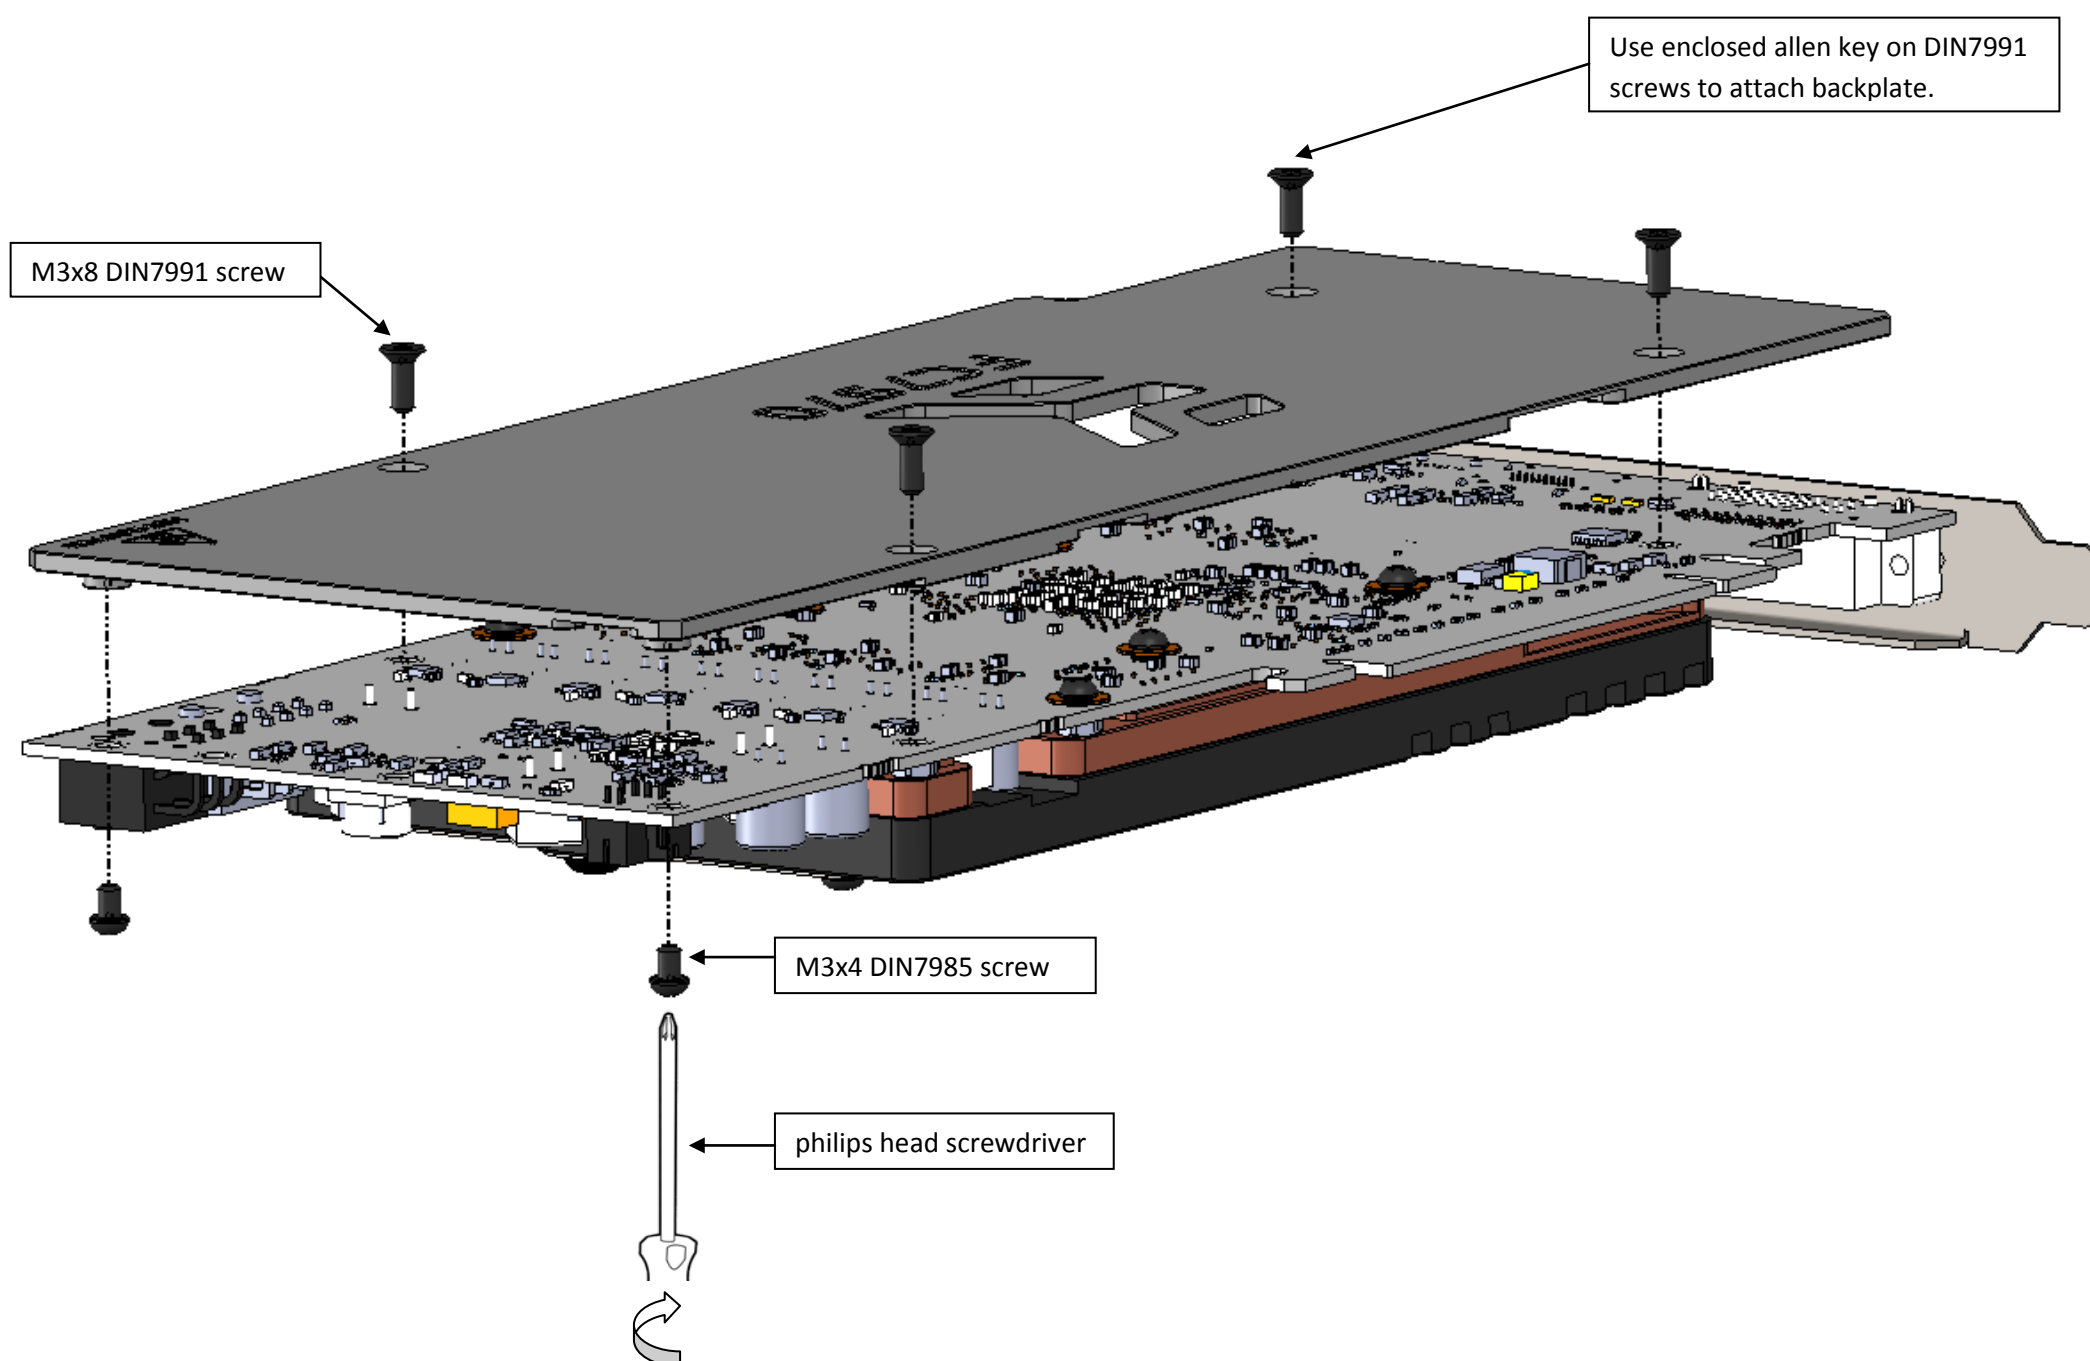 Use enclosed allen key on DIN7991
screws to attach backplate.
M3x8 DIN7991 screw
M3x4 DIN7985 screw
philips head screwdriver